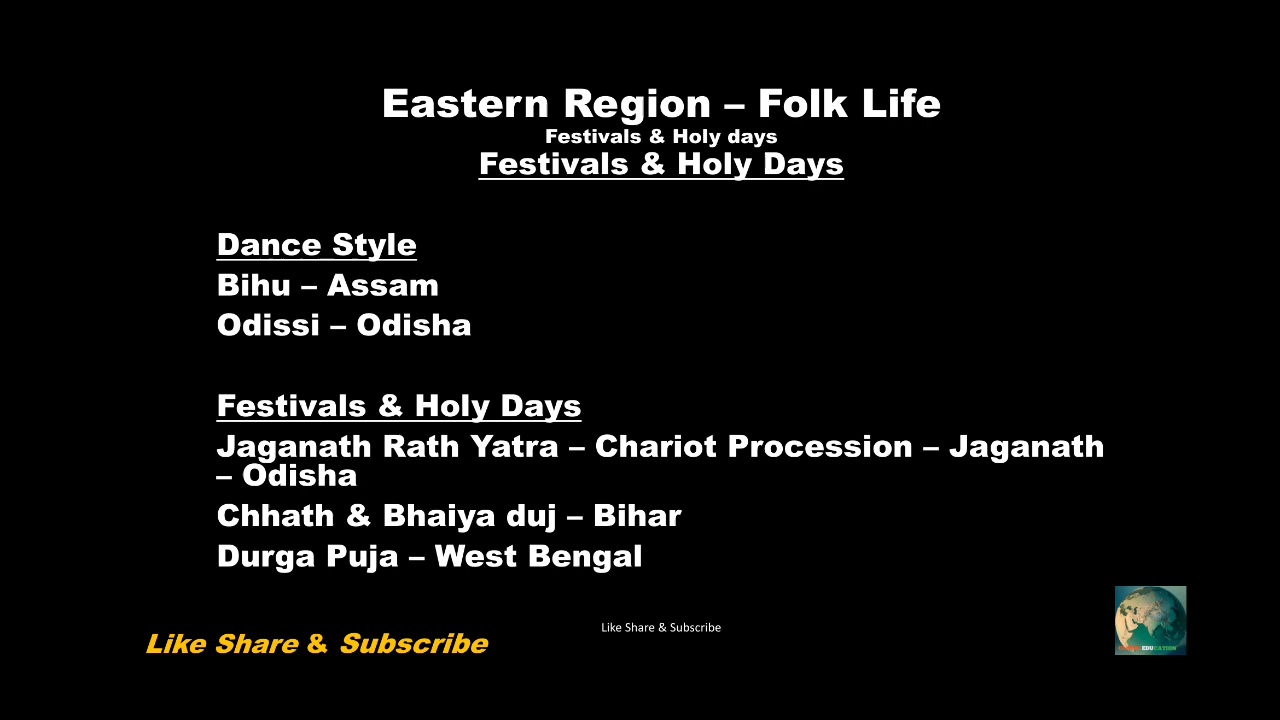 Eastern Region – Folk Life
Festivals & Holy days
Festivals & Holy Days
Dance Style
Bihu – Assam
Odissi – Odisha
Festivals & Holy Days
Jaganath Rath Yatra – Chariot Procession – Jaganath
– Odisha
Chhath & Bhaiya duj – Bihar
Durga Puja – West Bengal
Like Share & Subscribe
Like Share & Subscribe
EDUCATION